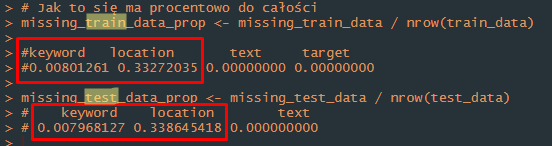 > # Jak to się ma procentowo do całości
> missing_train_data_prop <- missing_train_data / nrow(train_data)
>
> #keyword location text target
> #0.00801261 0.33272035 0.00000000 0.00000000
>
> missing_test_data_prop <- missing_test_data / nrow(test_data)
> # keyword location text
> # 0.007968127 0.338645418 0.000000000
>